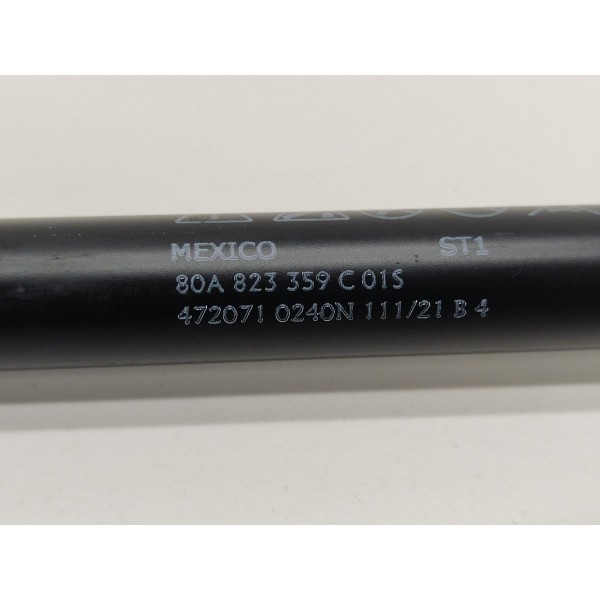 MEXICO ST1
80A 823 359 C 01S
472071 0240N 111/21 B 4